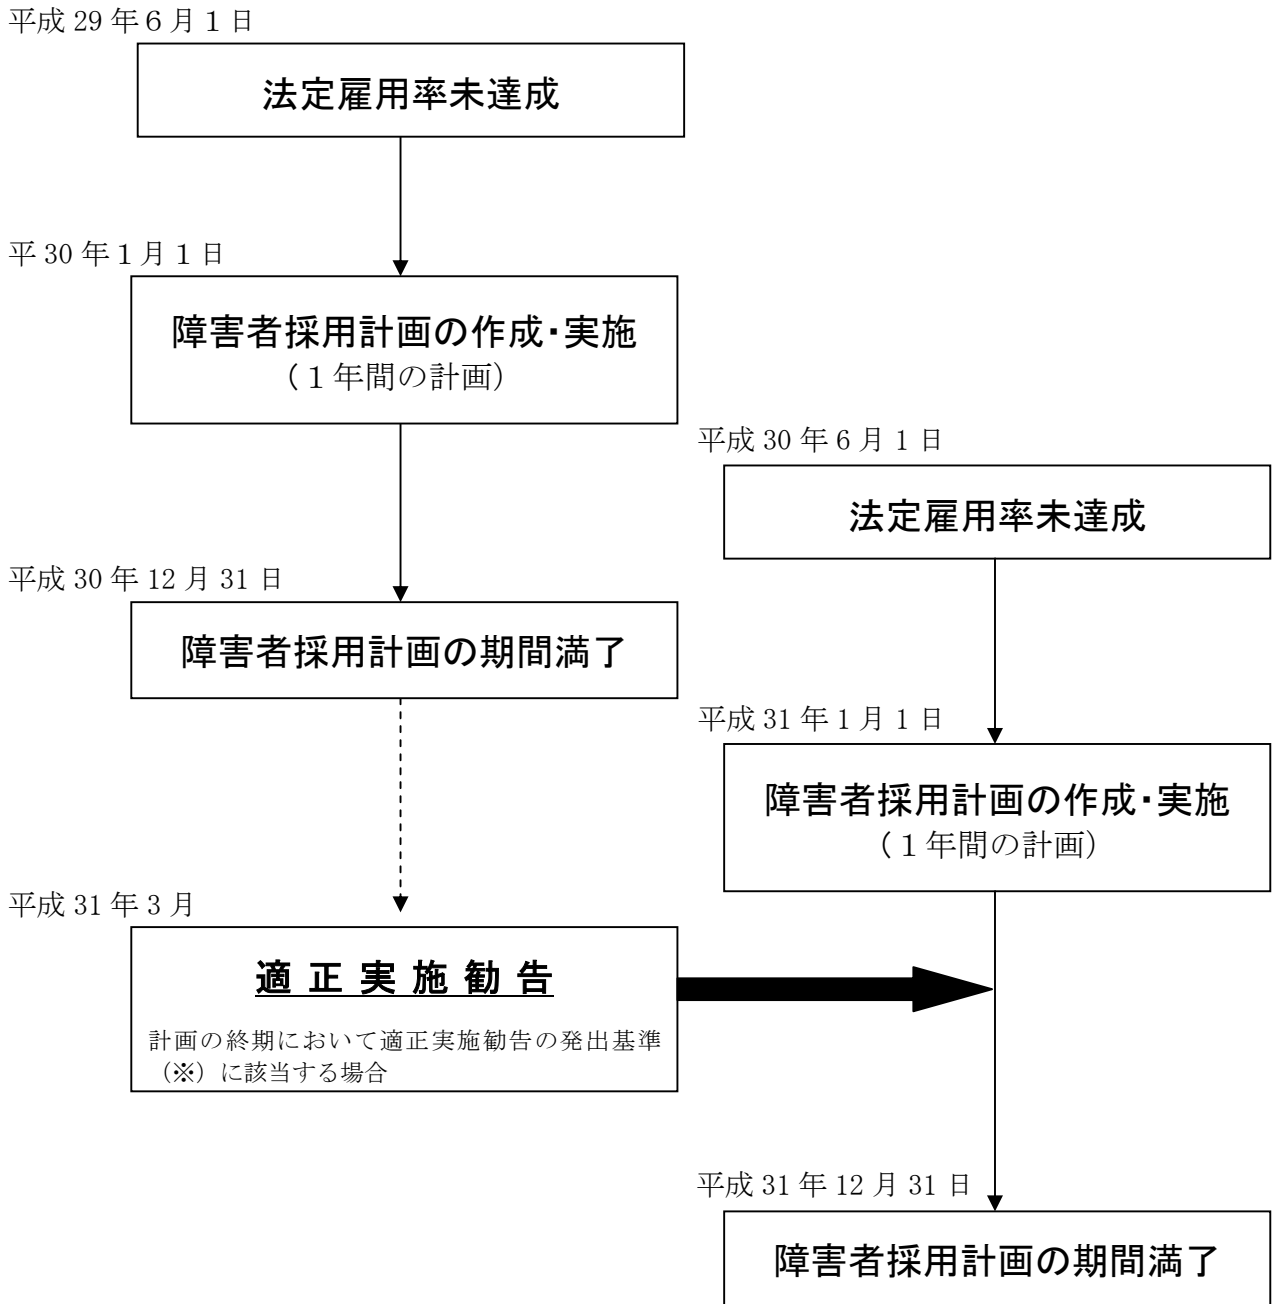 平成 29 年６月１日
法定雇用率未達成
平 30 年１月１日
障害者採用計画の作成・実施
（１年間の計画）
平成 30 年 12 月 31 日
障害者採用計画の期間満了
平成 31 年 3 月
適 正 実 施 勧 告
計画の終期において適正実施勧告の発出基準
（※）に該当する場合
平成 30 年 6 月 1 日
法定雇用率未達成
平成 31 年 1 月 1 日
障害者採用計画の作成・実施
（１年間の計画）
平成 31 年 12 月 31 日
障害者採用計画の期間満了